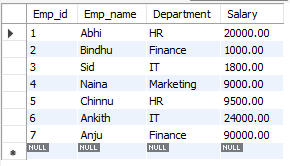 Emp_id Emp_name Department Salary
1 Abhi HR 20000.00
2 Bindhu Finance 1000.00
3 Sid IT 1800.00
4 Naina Marketing 9000.00
5 Chinnu HR 9500.00
6 Ankith IT 24000.00
7 Anju Finance 90000.00
NULL NULL NULL NULL